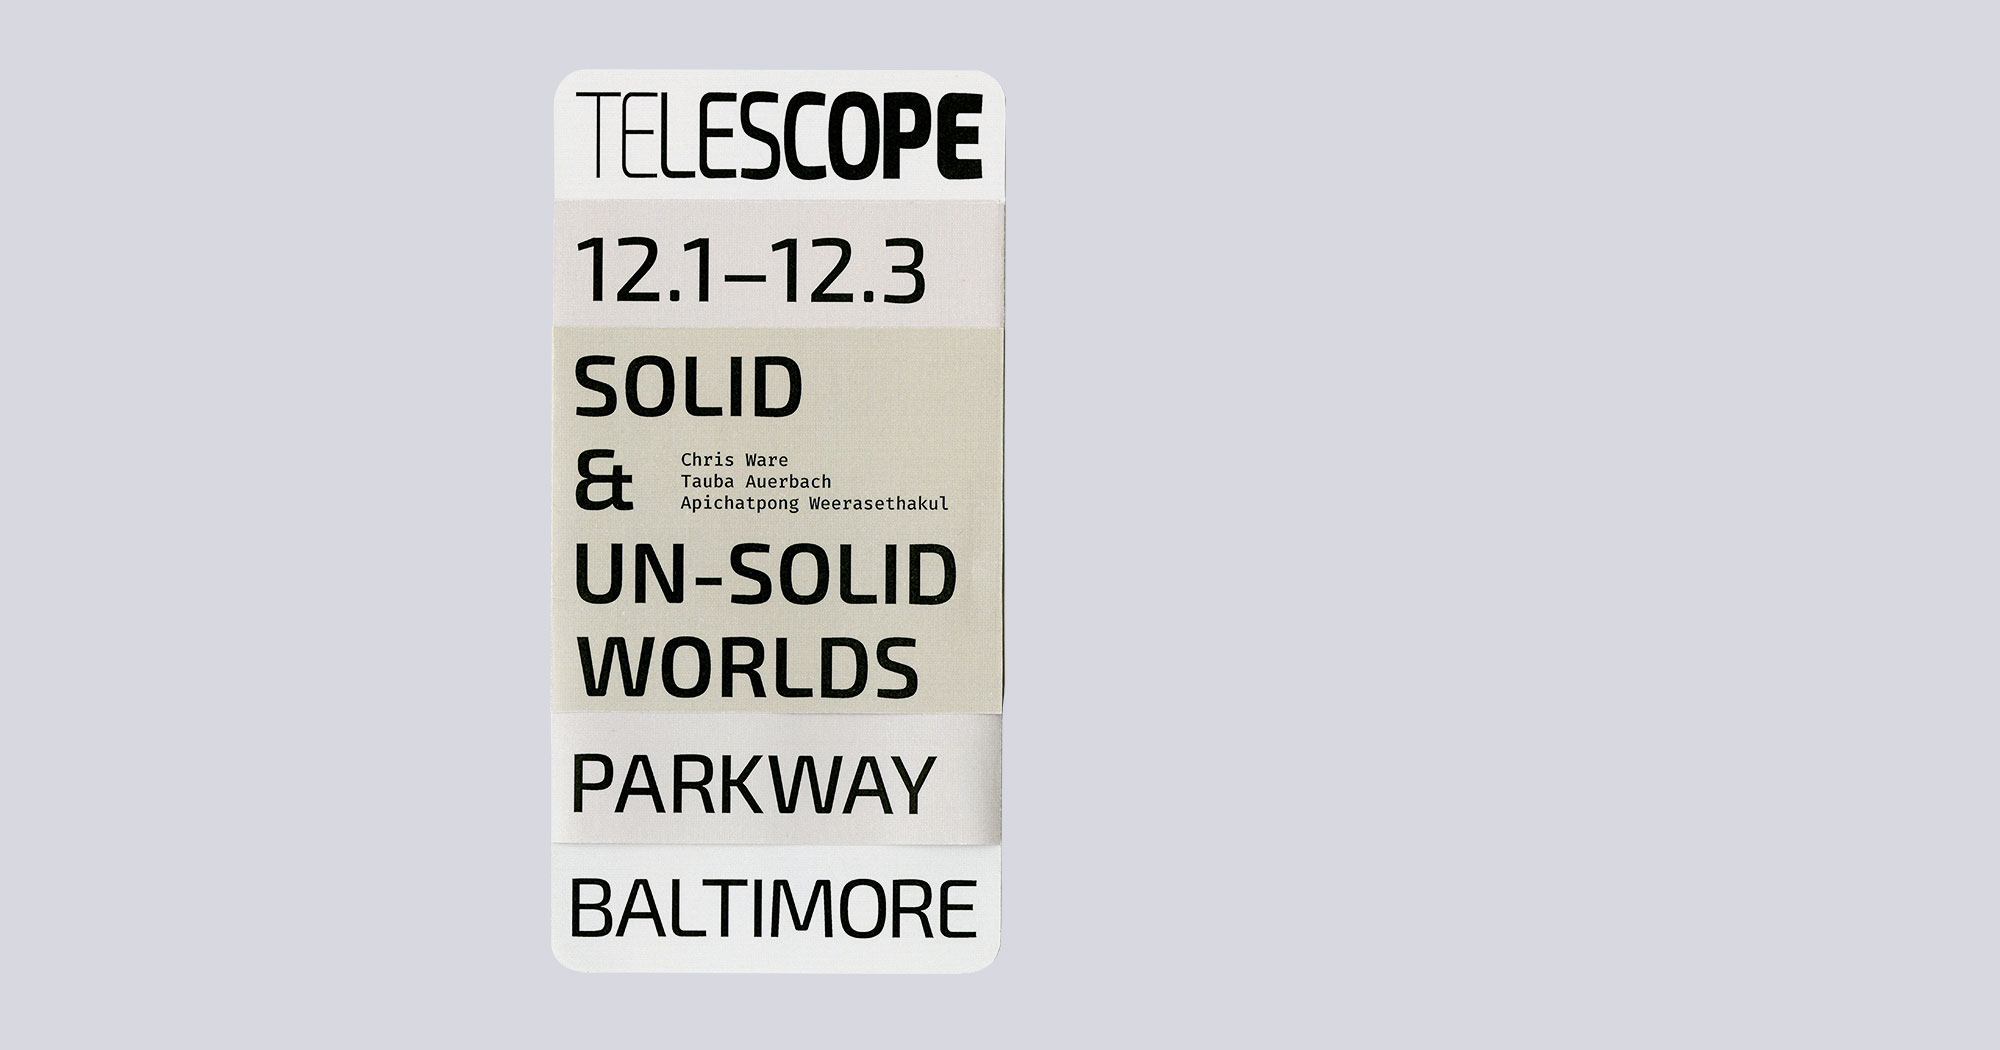 TELESCOPE
12.1–12.3
SOLID
&
Chris Ware
Tauba Auerbach
Apichatpong Weerasethakul
UN-SOLID
WORLDS
PARKWAY
BALTIMORE